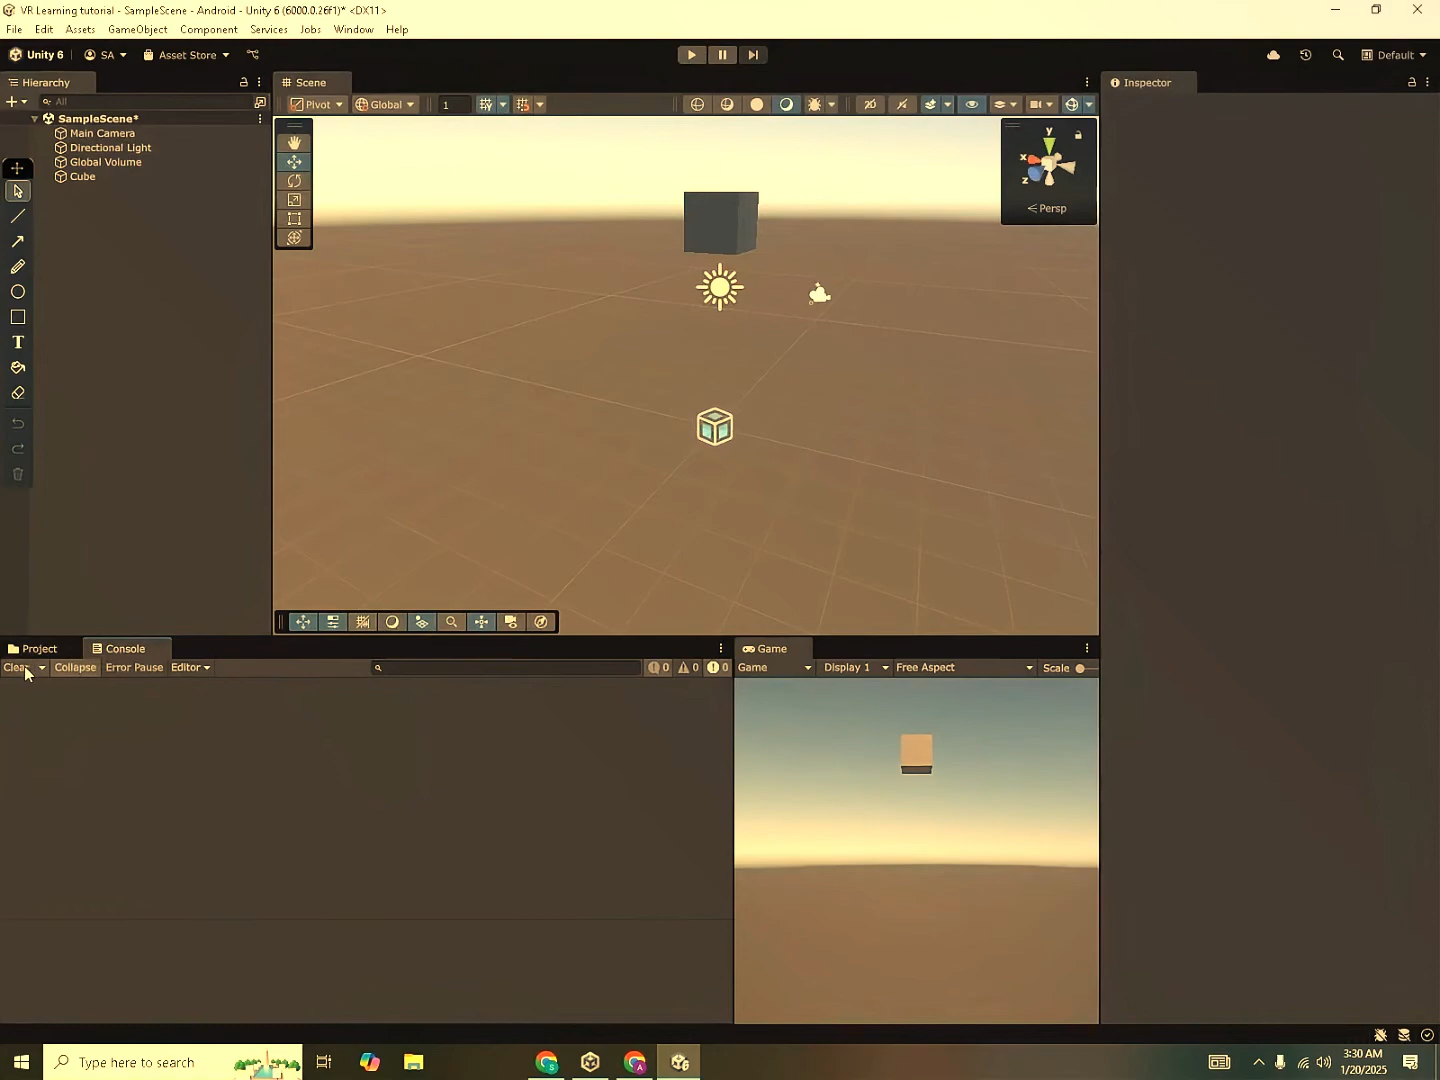 VR Learning tutorial - SampleScene - Android - Unity 6 (6000.0.26f1)* <DX11>
File Edit Assets GameObject Component Services Jobs Window Help
Unity 6 SA Asset Store Default
Hierarchy Scene Inspector
All Pivot Global 1 2D
SampleScene*
Main Camera
Directional Light
Global Volume
Cube
y
x
z
Persp
T
Project Console Game
Clear Collapse Error Pause Editor 0 0 0 Game Display 1 Free Aspect Scale
Type here to search
3:30 AM
1/20/2025